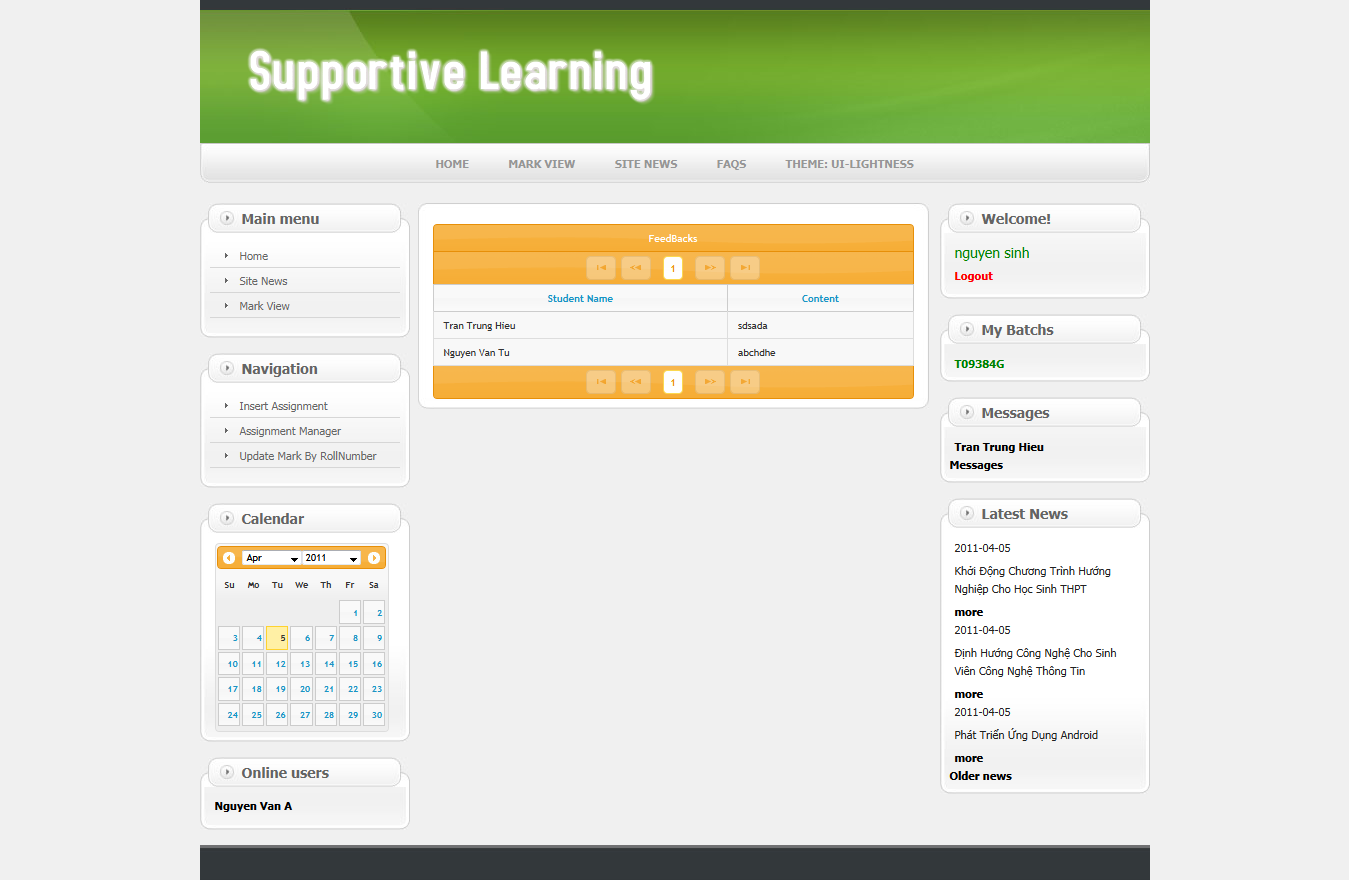 Supportive Learning
HOME MARK VIEW SITE NEWS FAQS THEME: UI-LIGHTNESS
Main menu
Home
Site News
Mark View
Navigation
Insert Assignment
Assignment Manager
Update Mark By RollNumber
Calendar
Apr 2011
Su Mo Tu We Th Fr Sa
1 2
3 4 5 6 7 8 9
10 11 12 13 14 15 16
17 18 19 20 21 22 23
24 25 26 27 28 29 30
Online users
Nguyen Van A
FeedBacks
1
Student Name Content
Tran Trung Hieu sdsada
Nguyen Van Tu abchdhe
1
Welcome!
nguyen sinh
Logout
My Batchs
T09384G
Messages
Tran Trung Hieu
Messages
Latest News
2011-04-05
Khởi Động Chương Trình Hướng
Nghiệp Cho Học Sinh THPT
more
2011-04-05
Định Hướng Công Nghệ Cho Sinh
Viên Công Nghệ Thông Tin
more
2011-04-05
Phát Triển Ứng Dụng Android
more
Older news